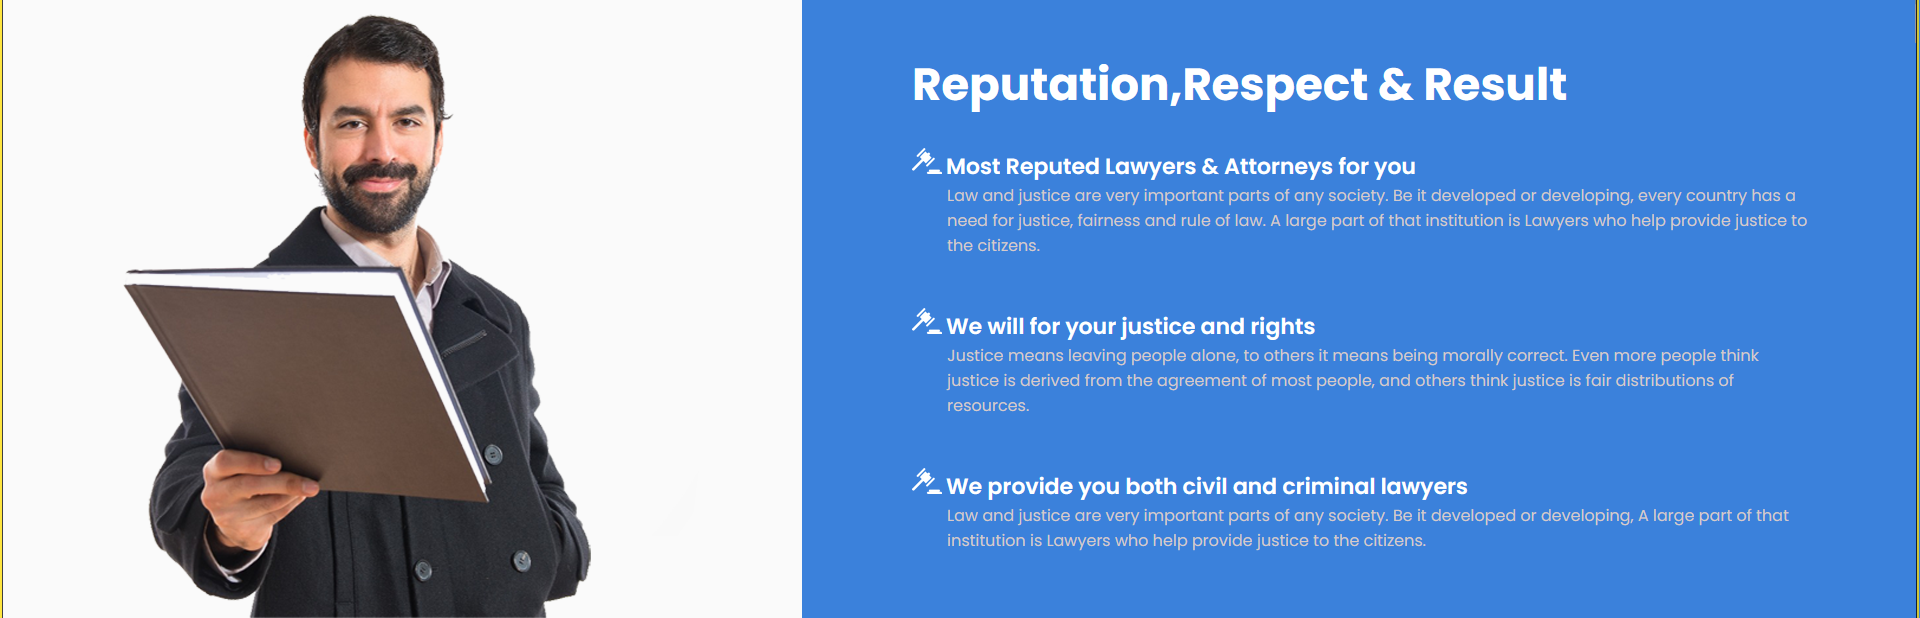 Reputation,Respect & Result
Most Reputed Lawyers & Attorneys for you
Law and justice are very important parts of any society. Be it developed or developing, every country has a
need for justice, fairness and rule of law. A large part of that institution is Lawyers who help provide justice to
the citizens.
We will for your justice and rights
Justice means leaving people alone, to others it means being morally correct. Even more people think
justice is derived from the agreement of most people, and others think justice is fair distributions of
resources.
We provide you both civil and criminal lawyers
Law and justice are very important parts of any society. Be it developed or developing, A large part of that
institution is Lawyers who help provide justice to the citizens.